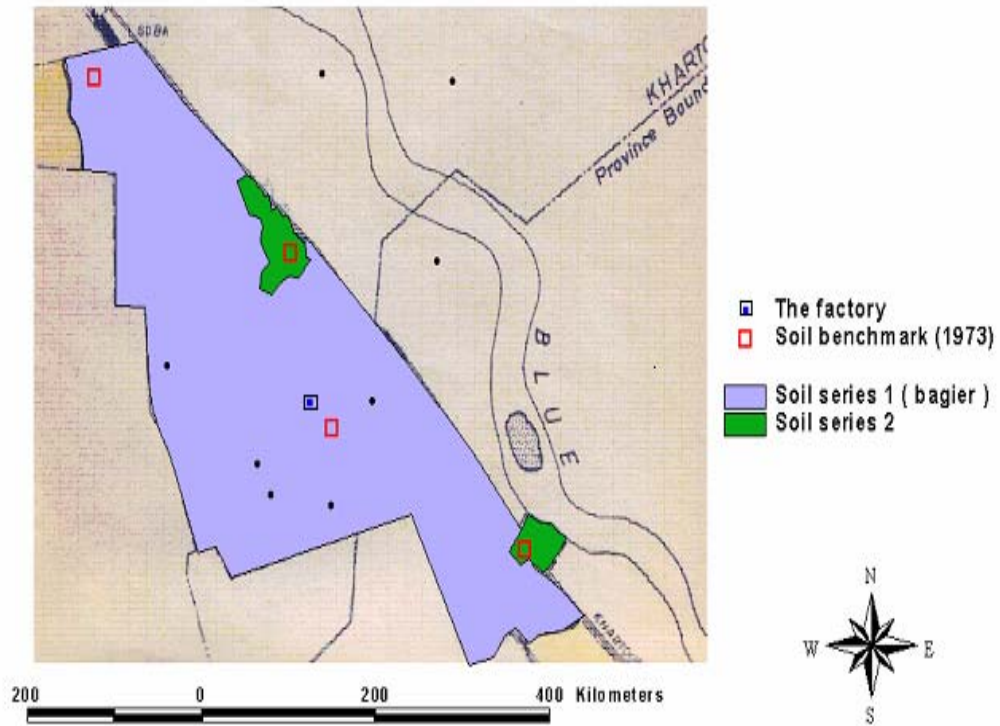 KHARTO
Province Bound
BLUE
The factory
Soil benchmark (1973)
Soil series 1 ( bagier )
Soil series 2
KHARTO
N
W
E
S
200 0 200 400 Kilometers